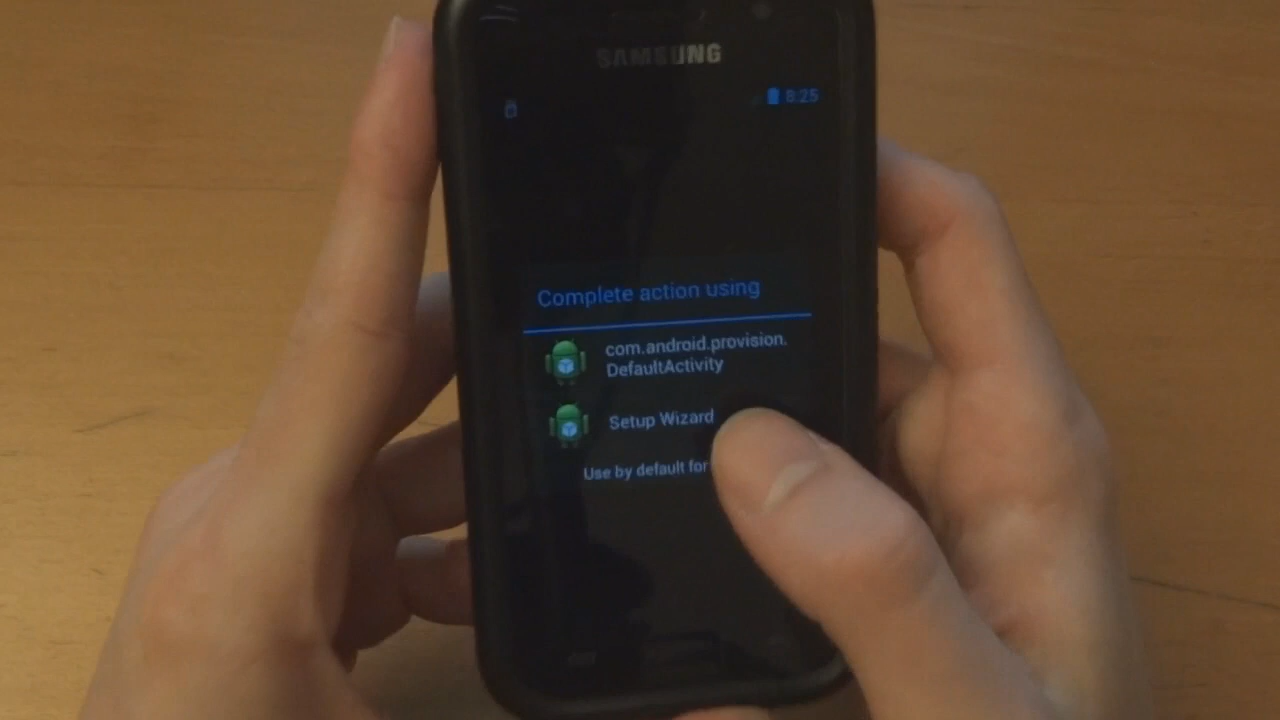 SAMSUNG
8:25
Complete action using
com.android.provision.
DefaultActivity
Setup Wizard
Use by default for